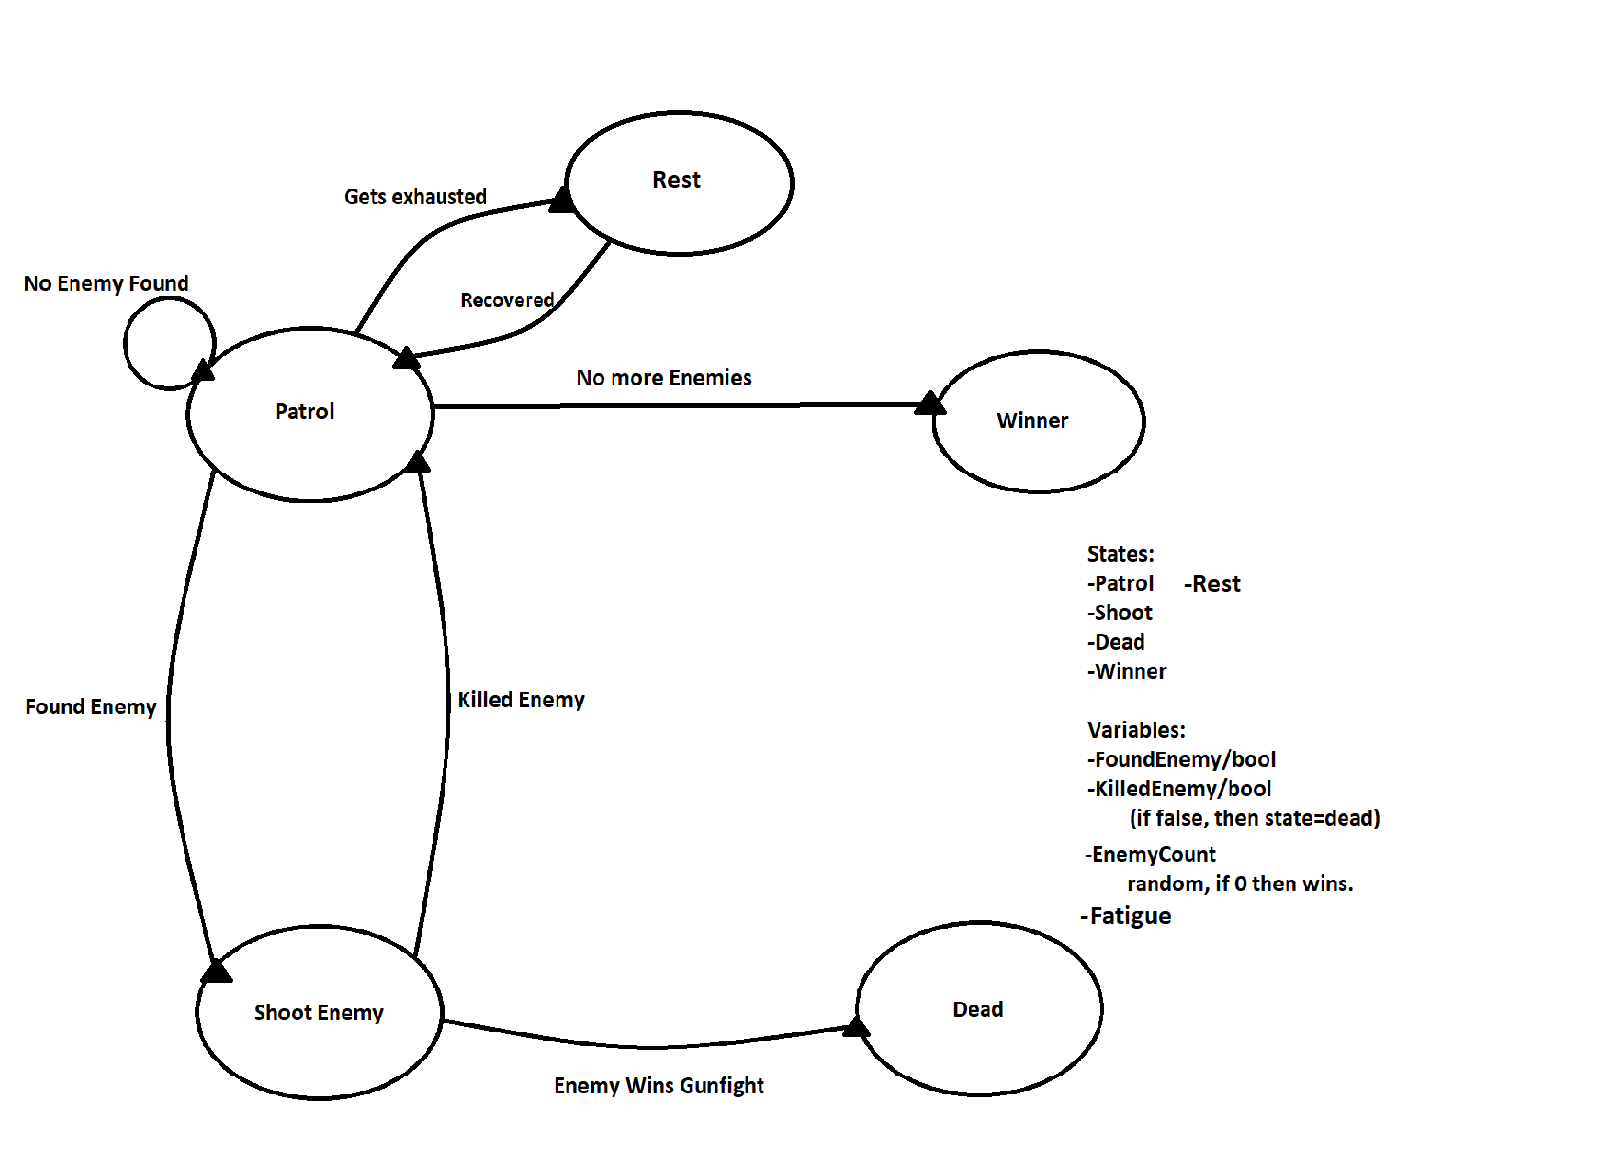 Rest
Gets exhausted
No Enemy Found
Recovered
No more Enemies
Patrol
Winner
States:
-Patrol -Rest
-Shoot
-Dead
-Winner
Found Enemy
Killed Enemy
Variables:
-FoundEnemy/bool
-KilledEnemy/bool
(if false, then state=dead)
-EnemyCount
random, if 0 then wins.
-Fatigue
Shoot Enemy
Dead
Enemy Wins Gunfight